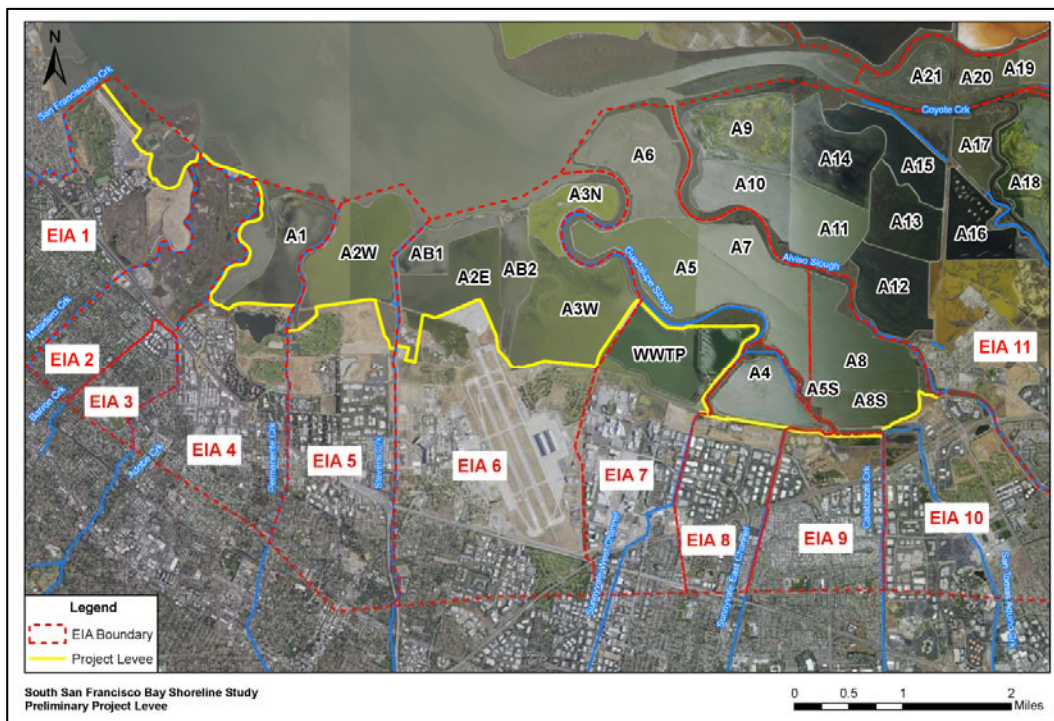 N
San Francisquito Crk
A21
A20
A19
Coyote Crk
A9
A6
A14
A15
A17
A3N
A10
A18
EIA 1
A1
A2W
AB1
AB2
A2E
A5
A7
A11
A13
A16
Guadalupe Slough
Alviso Slough
A12
Matadero Crk
A3W
EIA 2
WWTP
A8
EIA 11
Barron Crk
EIA 3
A4
A5S
A8S
Adobe Crk
EIA 4
Permanente Crk
EIA 5
Stevens Crk
EIA 6
EIA 7
EIA 8
EIA 9
EIA 10
Sunnyvale West Channel
Sunnyvale East Channel
Calabazas Crk
San Tomas Aquino Crk
Legend
EIA Boundary
Project Levee
South San Francisco Bay Shoreline Study
Preliminary Project Levee
0 0.5 1 2
Miles